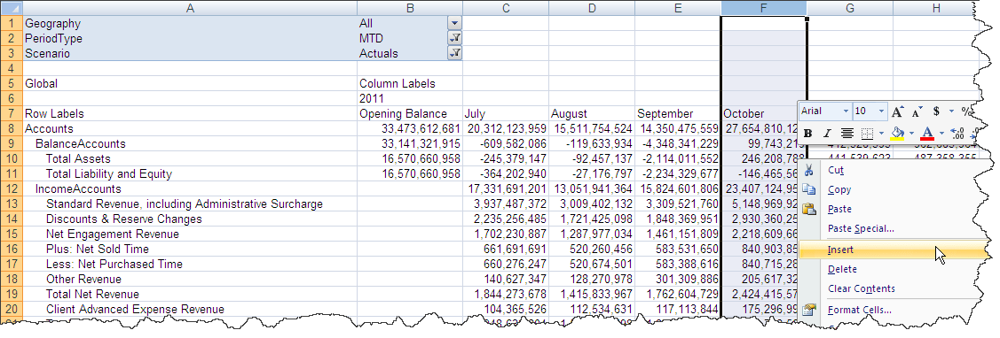 A B C D E F G H
1 Geography All
2 PeriodType MTD
3 Scenario Actuals
4
5 Global Column Labels
6 2011
7 Row Labels Opening Balance July August September October
8 Accounts 33,473,612,681 20,312,123,959 15,511,754,524 14,350,475,559 27,654,810,12
9 BalanceAccounts 33,141,321,915 -609,582,086 -119,633,934 -4,348,341,229 99,743,21
10 Total Assets 16,570,660,958 -245,379,147 -92,457,137 -2,114,011,552 246,208,78 441,539,623 487,358,355
11 Total Liability and Equity 16,570,660,958 -364,202,940 -27,176,797 -2,234,329,677 -146,465,56
12 IncomeAccounts 17,331,691,201 13,051,941,364 15,824,601,806 23,407,124,95
13 Standard Revenue, including Administrative Surcharge 3,937,487,372 3,009,402,132 3,309,521,760 5,148,969,92
14 Discounts & Reserve Changes 2,235,256,485 1,721,425,098 1,848,369,951 2,930,360,25
15 Net Engagement Revenue 1,702,230,887 1,287,977,034 1,461,151,809 2,218,609,66
16 Plus: Net Sold Time 661,691,691 520,260,456 583,531,650 840,903,85
17 Less: Net Purchased Time 660,276,247 520,674,501 583,388,616 840,715,28
18 Other Revenue 140,627,347 128,270,978 301,309,886 205,617,32
19 Total Net Revenue 1,844,273,678 1,415,833,967 1,762,604,729 2,424,415,57
20 Client Advanced Expense Revenue 104,365,526 112,534,631 117,113,844 175,296,99
Arial 10 A A $ %
B I A .00
Cut
Copy
Paste
Paste Special...
Insert
Delete
Clear Contents
Format Cells...